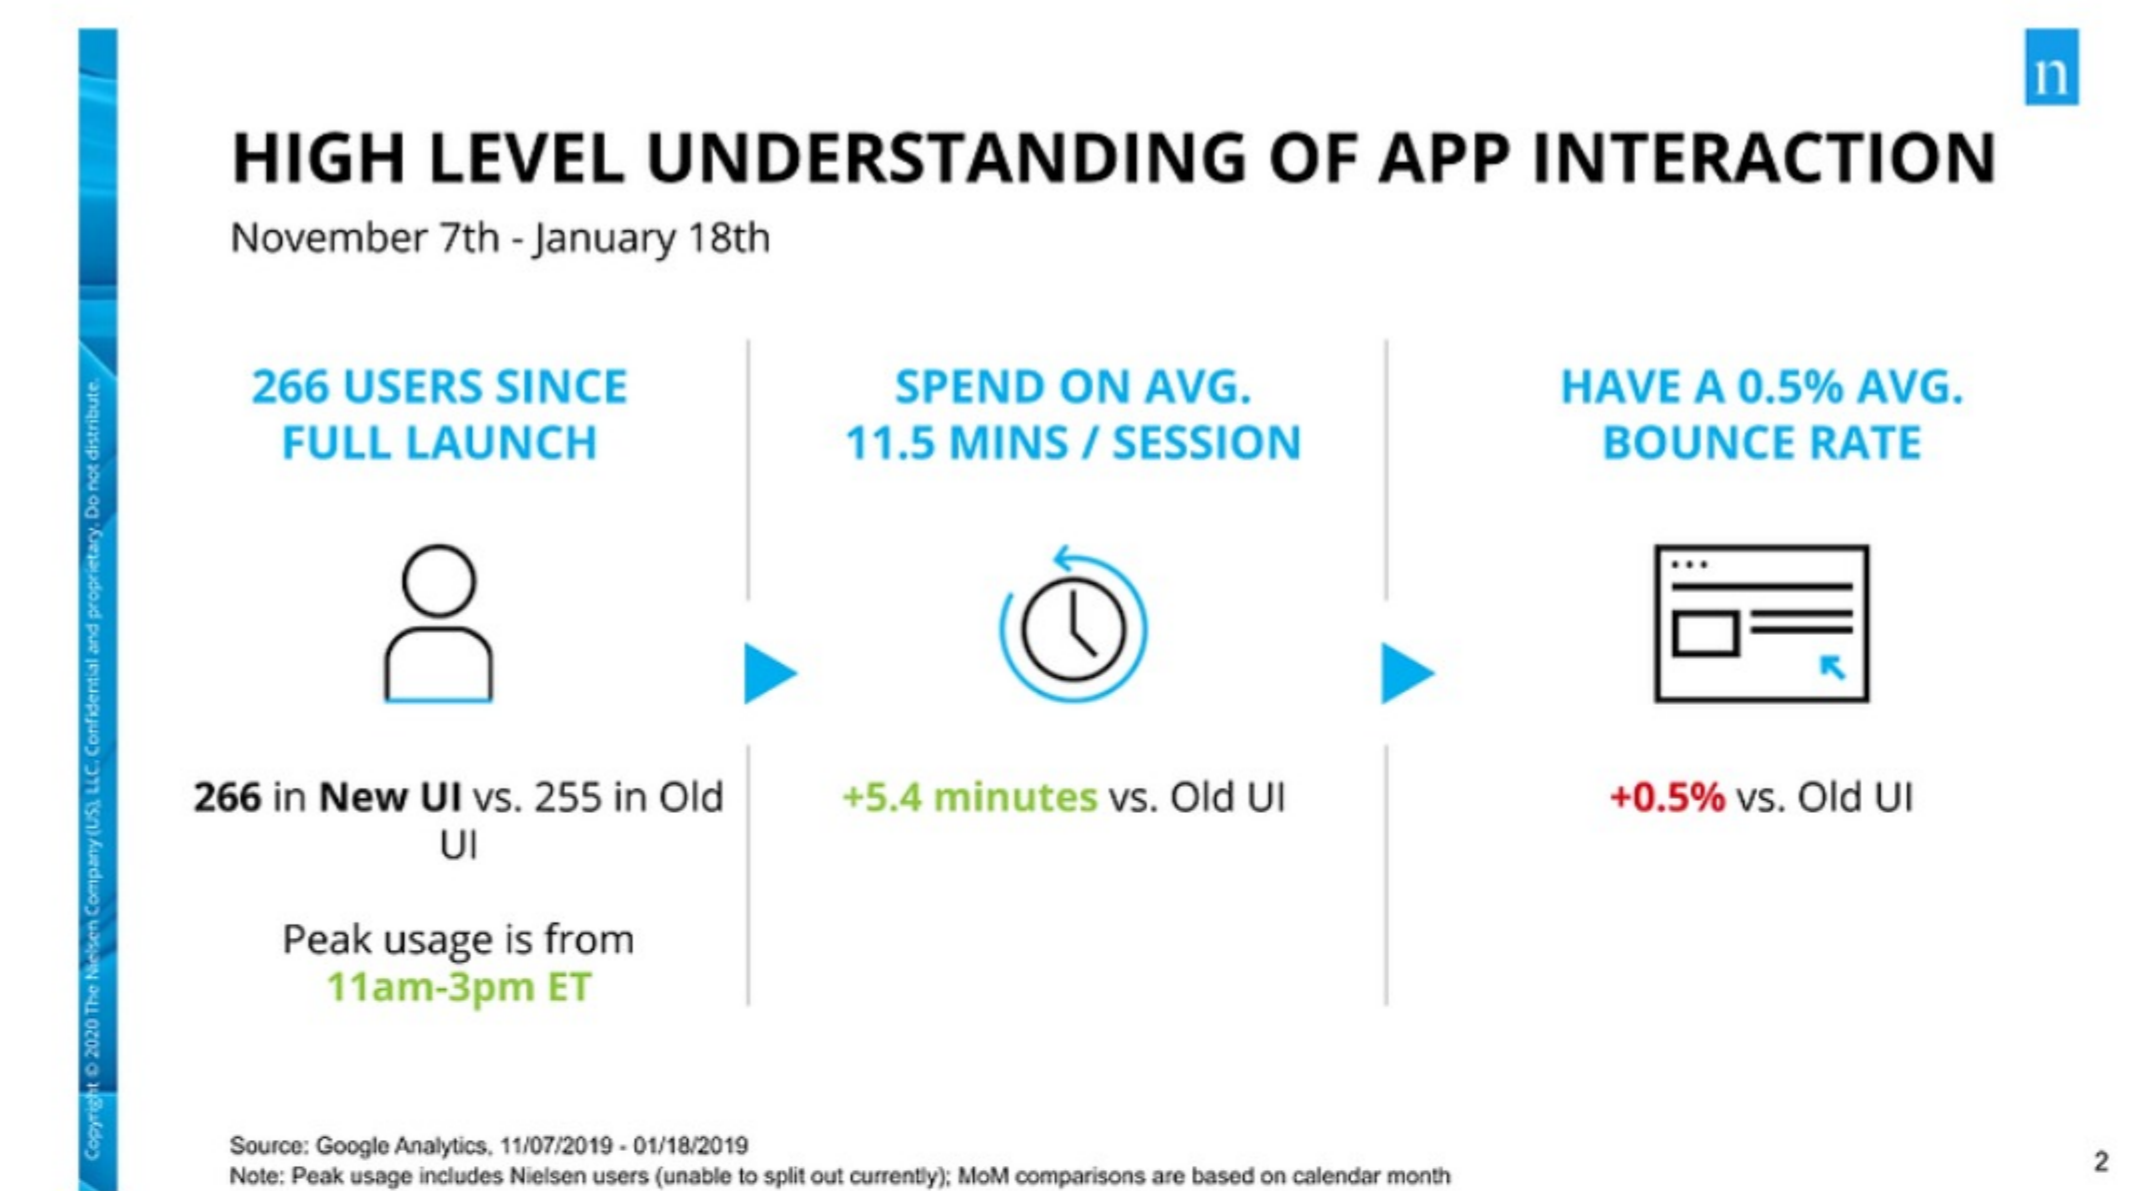 n
HIGH LEVEL UNDERSTANDING OF APP INTERACTION
November 7th - January 18th
266 USERS SINCE
FULL LAUNCH
266 in New UI vs. 255 in Old
UI
Peak usage is from
11am-3pm ET
SPEND ON AVG.
11.5 MINS / SESSION
+5.4 minutes vs. Old UI
HAVE A 0.5% AVG.
BOUNCE RATE
+0.5% vs. Old UI
Source: Google Analytics, 11/07/2019 - 01/18/2019
Note: Peak usage includes Nielsen users (unable to split out currently); MoM comparisons are based on calendar month
2
Copyright © 2020 The Nielsen Company (US), LLC. Confidential and proprietary. Do not distribute.